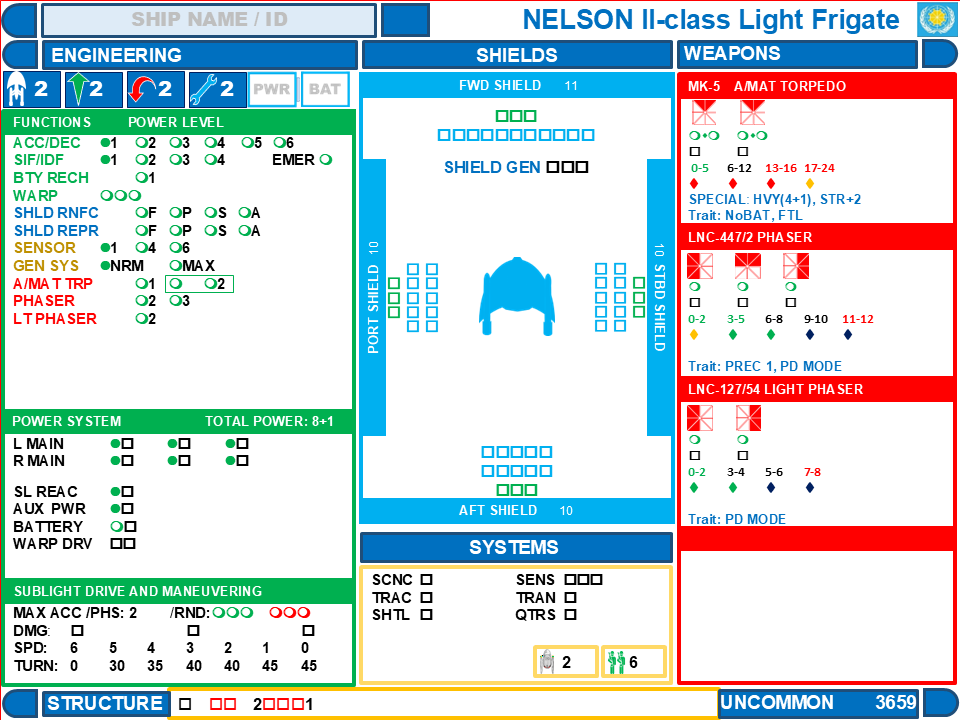 SHIP NAME / ID
NELSON II-class Light Frigate
ENGINEERING
SHIELDS
WEAPONS
2 2 2 2 PWR BAT
FUNCTIONS POWER LEVEL
ACC/DEC 1 2 3 4 5 6
SIF/IDF 1 2 3 4 EMER
BTY RECH 1
WARP
SHLD RNFC F P S A
SHLD REPR F P S A
SENSOR 1 4 6
GEN SYS NRM MAX
A/MAT TRP 1 2
PHASER 2 3
LT PHASER 2
POWER SYSTEM TOTAL POWER: 8+1
L MAIN
R MAIN
SL REAC
AUX PWR
BATTERY
WARP DRV
SUBLIGHT DRIVE AND MANUVERING
MAX ACC /PHS: 2 /RND:
DMG:
SPD: 6 5 4 3 2 1 0
TURN: 0 30 35 40 40 45 45
FWD SHIELD 11
SHIELD GEN
PORT SHIELD 10
10 STBD SHIELD
AFT SHIELD 10
SYSTEMS
SCNC SENS
TRAC TRAN
SHTL QTRS
2 6
MK-5 A/MAT TORPEDO
0-5 6-12 13-16 17-24
SPECIAL: HVY(4+1), STR+2
Trait: NoBAT, FTL
LNC-447/2 PHASER
0-2 3-5 6-8 9-10 11-12
Trait: PREC 1, PD MODE
LNC-127/54 LIGHT PHASER
0-2 3-4 5-6 7-8
Trait: PD MODE
STRUCTURE 2 1
UNCOMMON 3659